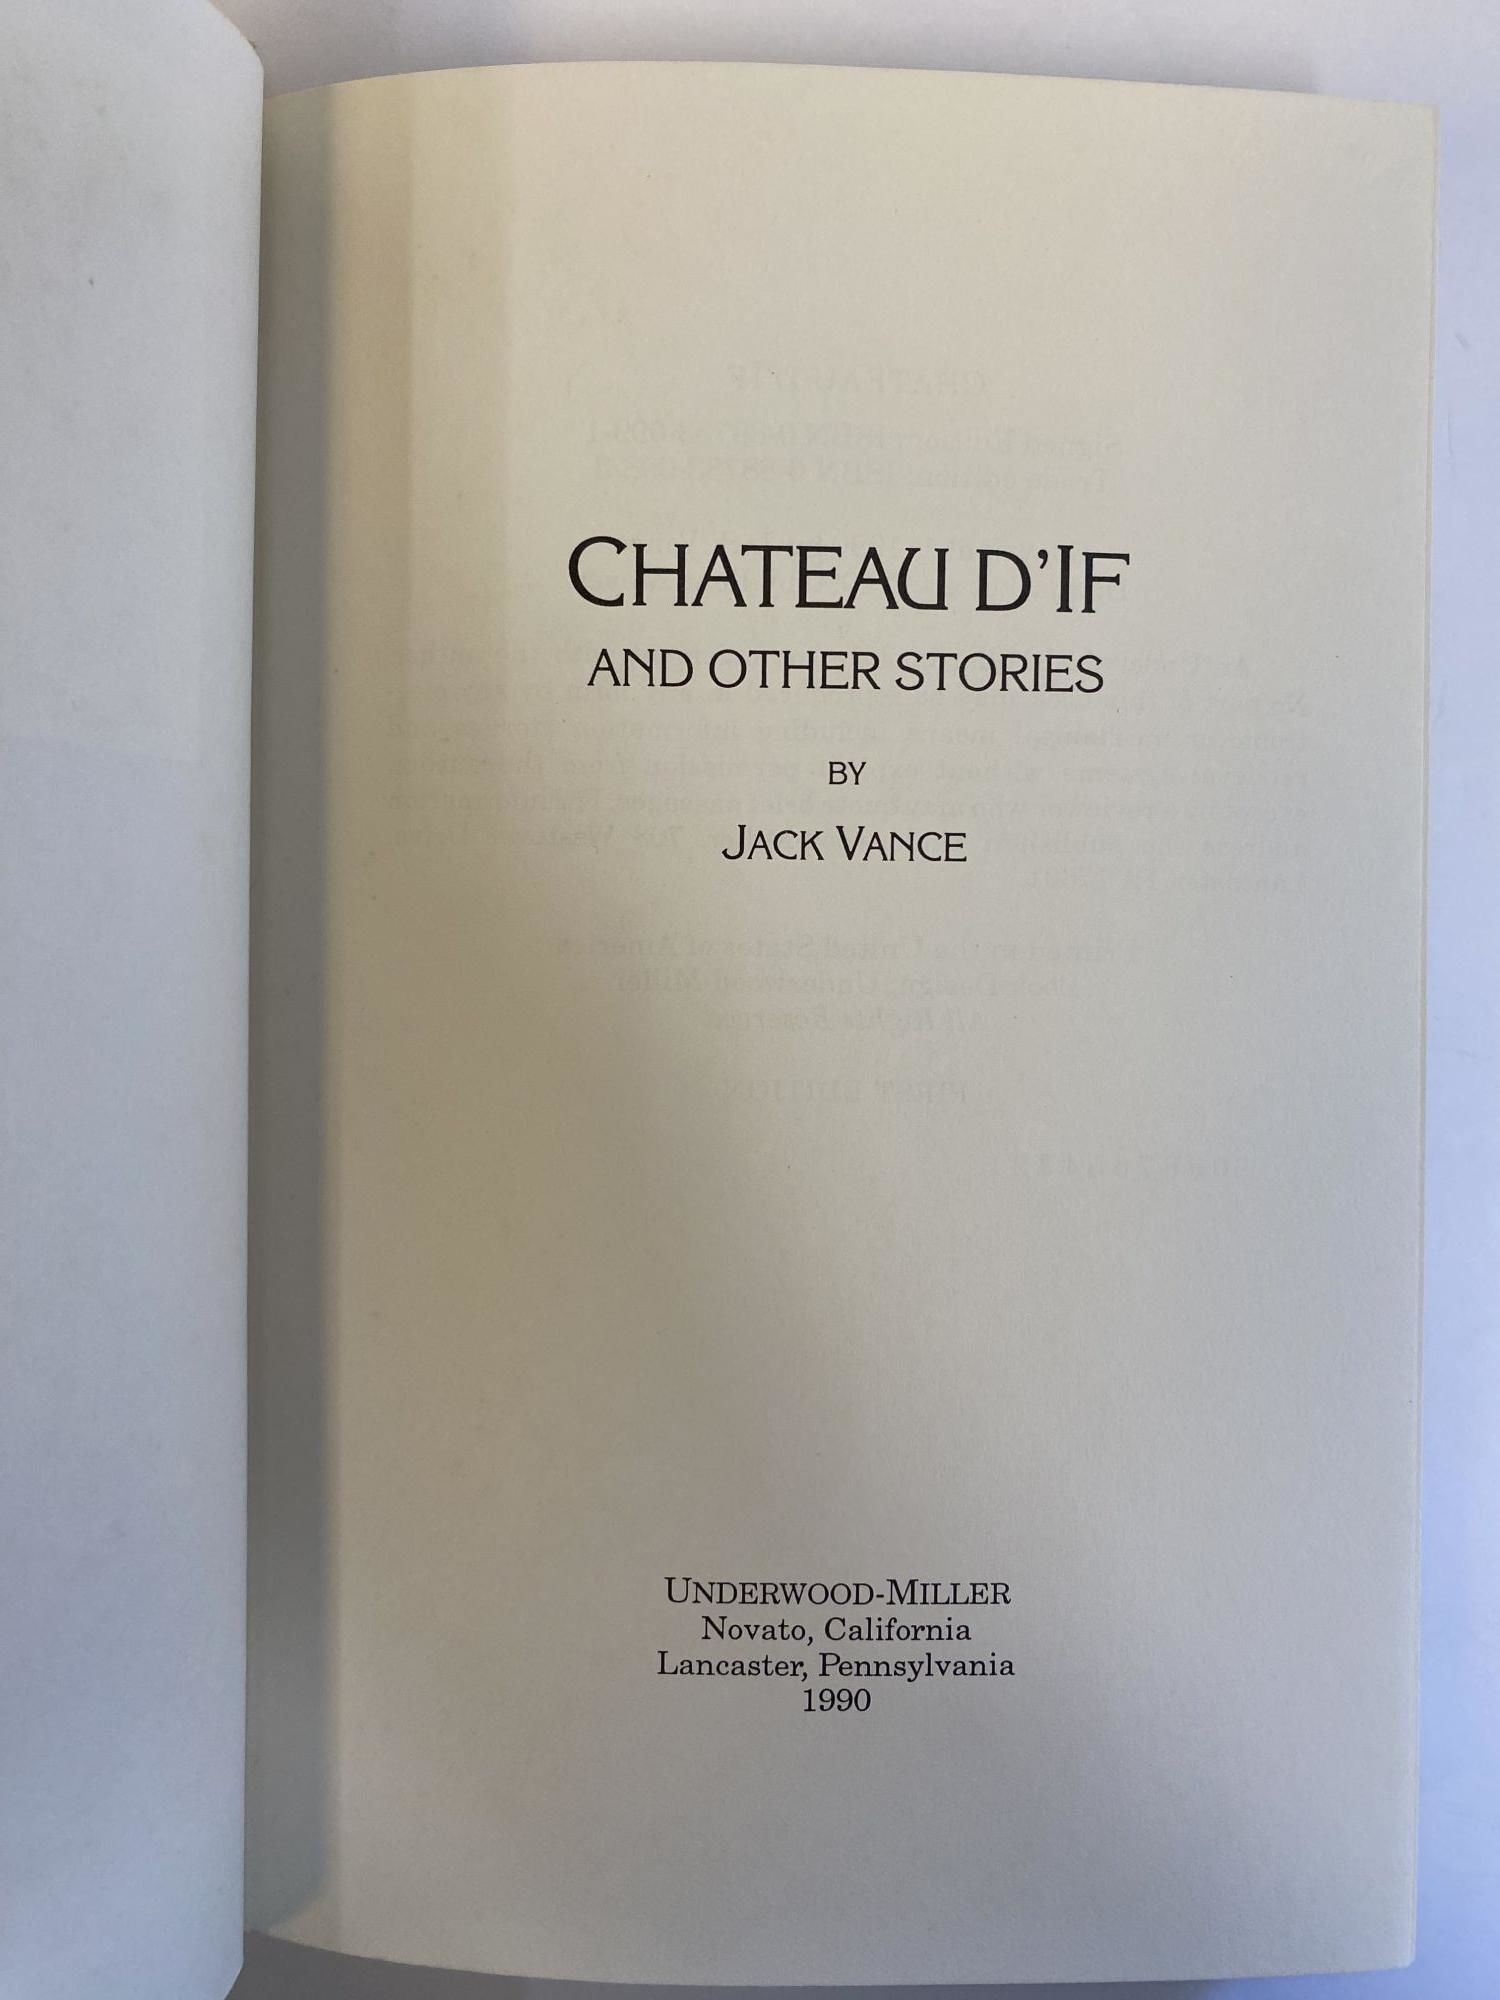 CHATEAU D'IF
AND OTHER STORIES
BY
JACK VANCE
UNDERWOOD-MILLER
Novato, California
Lancaster, Pennsylvania
1990